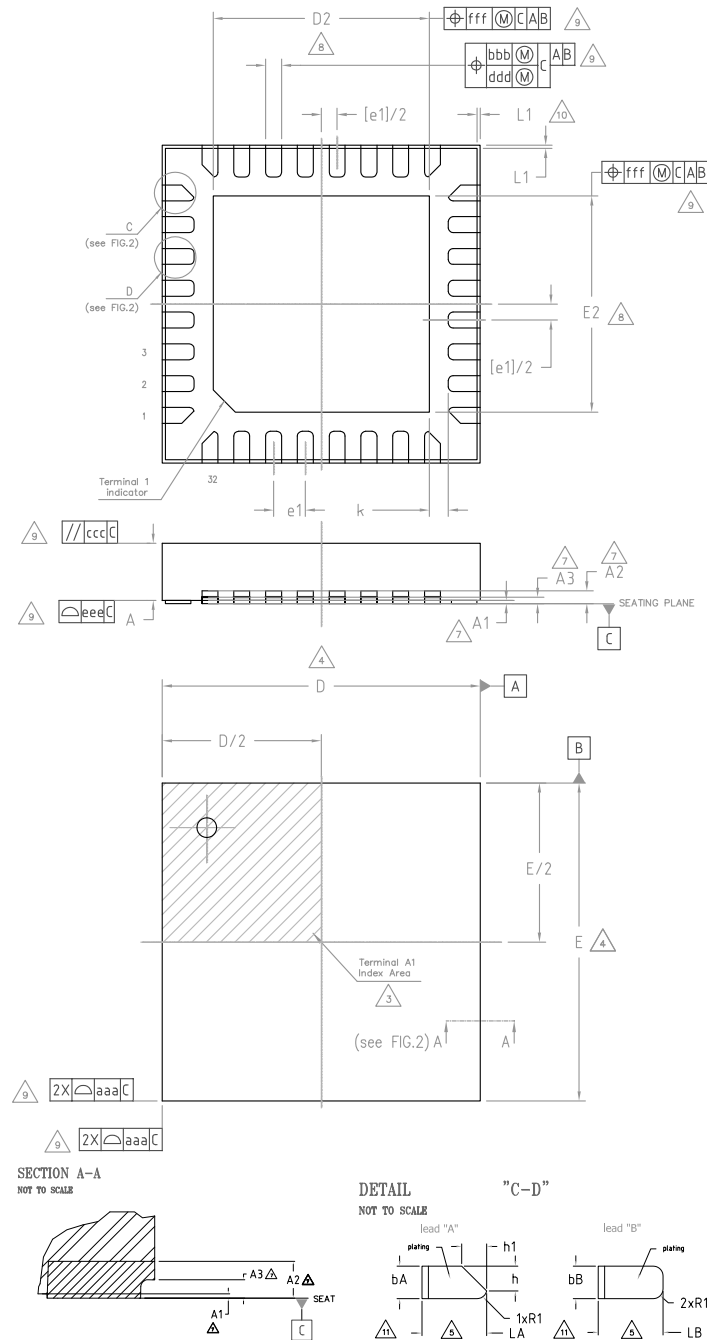 D2
⌖ fff Ⓜ C A B
9
8
⌖ bbb Ⓜ C A B
ddd Ⓜ
9
[e1]/2
L1
10
L1
⌖ fff Ⓜ C A B
9
C
(see FIG.2)
D
(see FIG.2)
E2
8
[e1]/2
3
2
1
Terminal 1
indicator
32
e1
k
9
// ccc C
7
7
A3
A2
9
⌓ eee C
A
A1
7
SEATING PLANE
C
4
D
A
D/2
B
E/2
E
4
Terminal A1
Index Area
3
(see FIG.2)
A
A
9
2X ⌓ aaa C
9
2X ⌓ aaa C
SECTION A-A
NOT TO SCALE
DETAIL "C-D"
NOT TO SCALE
lead "A"
lead "B"
plating
h1
plating
bA
h
bB
1xR1
2xR1
11
5
LA
11
5
LB
A3
A2
A1
SEAT
C